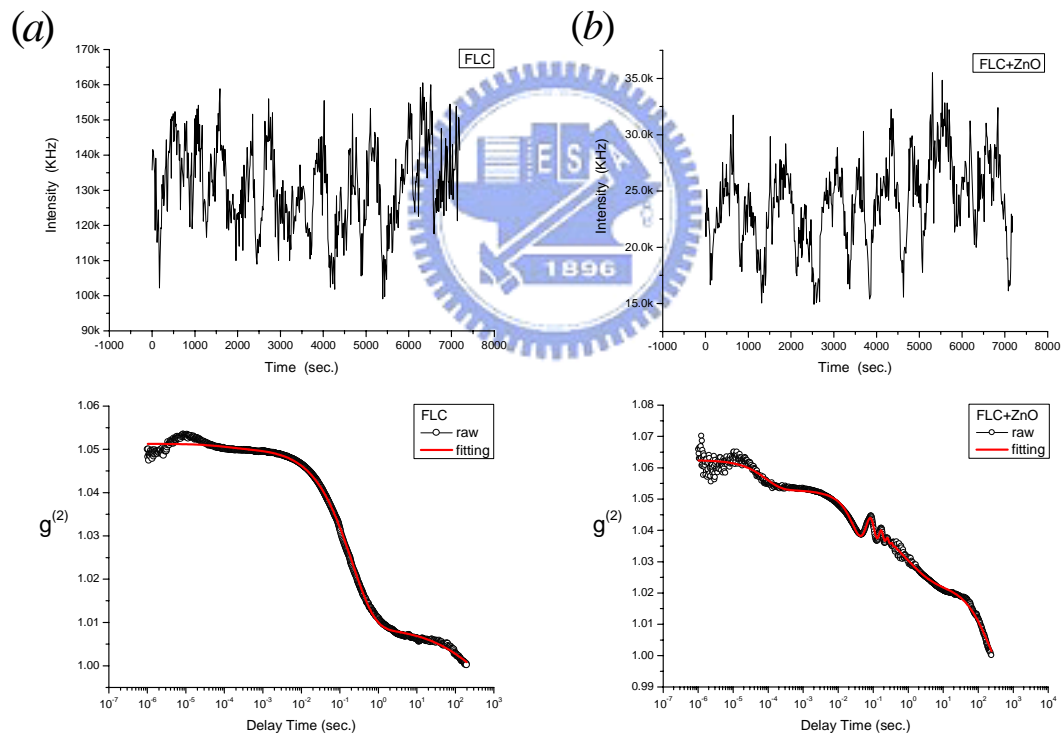 (a)
170k
160k
150k
140k
130k
120k
110k
100k
90k
Intensity (KHz)
FLC
-1000 0 1000 2000 3000 4000 5000 6000 7000 8000
Time (sec.)
(b)
35.0k
30.0k
25.0k
20.0k
15.0k
Intensity (KHz)
FLC+ZnO
-1000 0 1000 2000 3000 4000 5000 6000 7000 8000
Time (sec.)
E S A
1896
1.06
1.05
1.04
1.03
1.02
1.01
1.00
g(2)
FLC
raw
fitting
10-7 10-6 10-5 10-4 10-3 10-2 10-1 100 101 102 103
Delay Time (sec.)
1.08
1.07
1.06
1.05
1.04
1.03
1.02
1.01
1.00
0.99
g(2)
FLC+ZnO
raw
fitting
10-7 10-6 10-5 10-4 10-3 10-2 10-1 100 101 102 103 104
Delay Time (sec.)